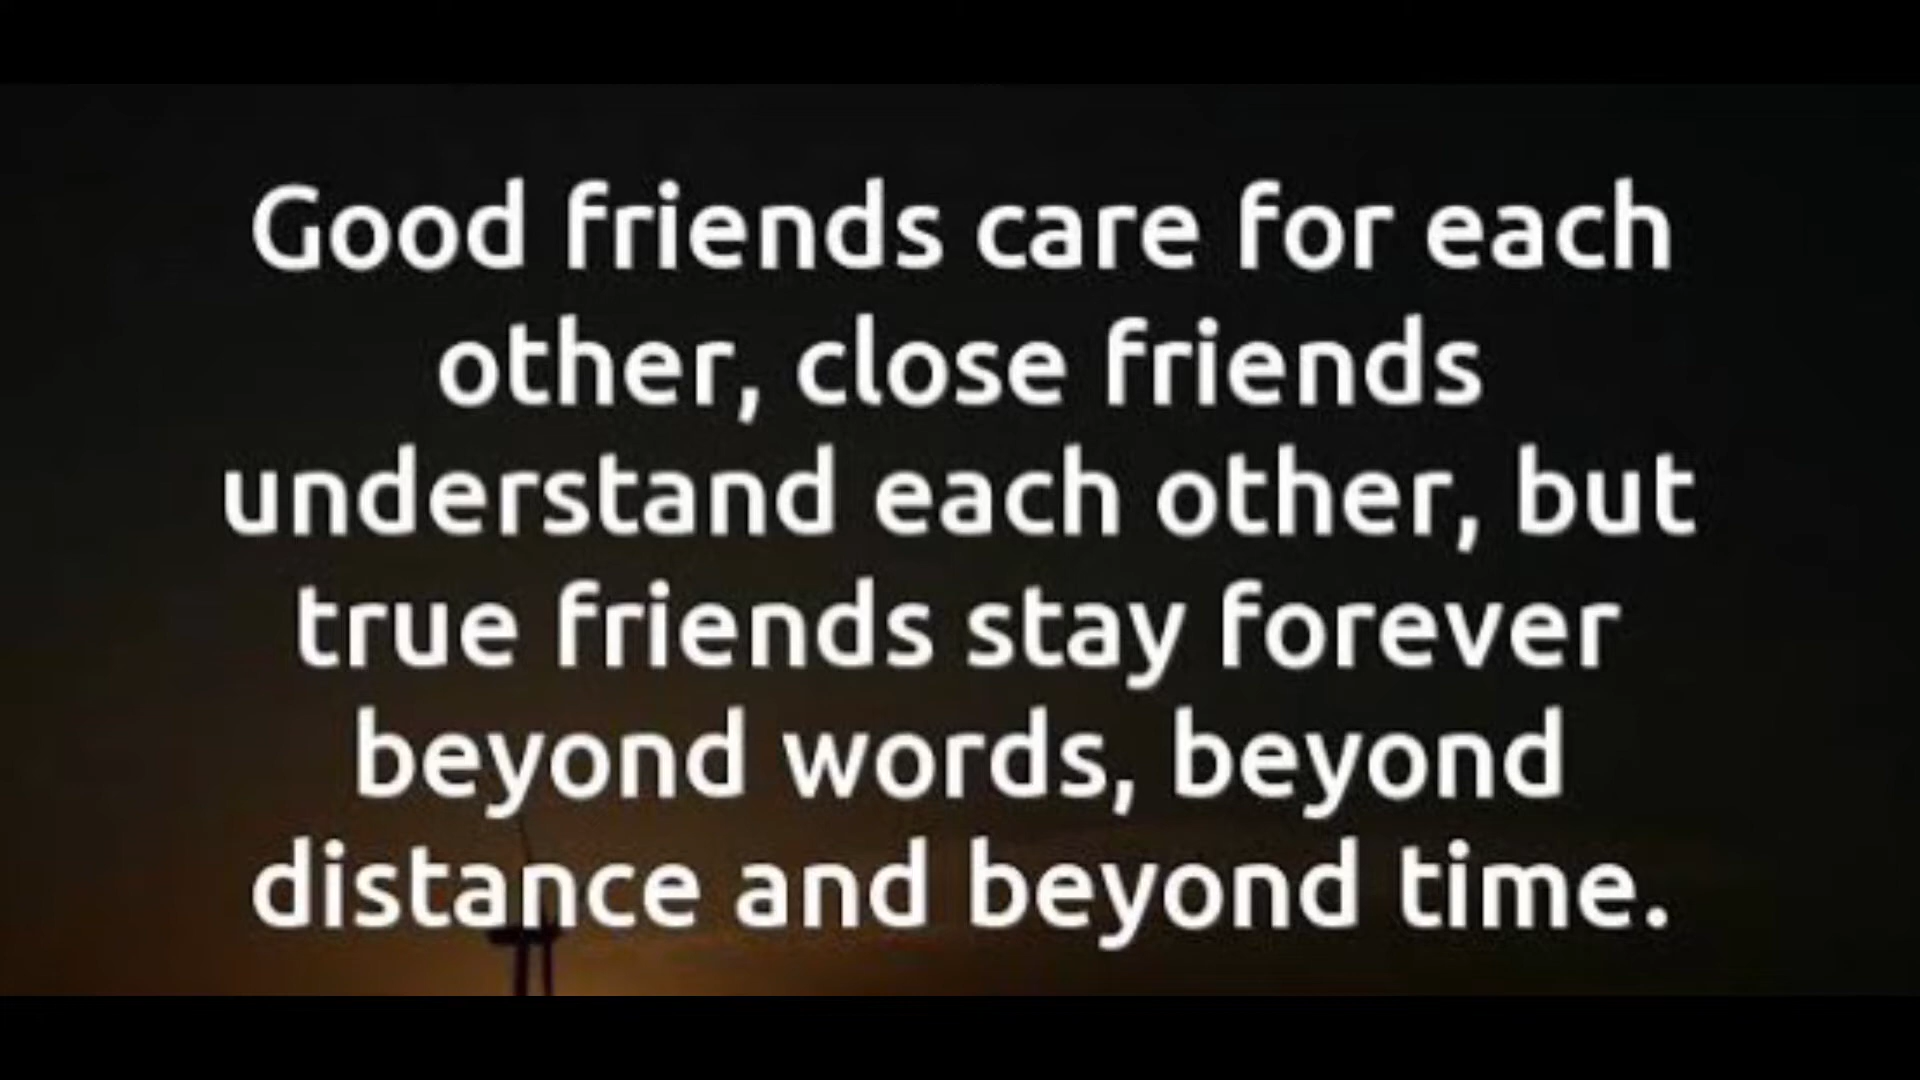 Good friends care for each
other, close friends
understand each other, but
true friends stay forever
beyond words, beyond
distance and beyond time.